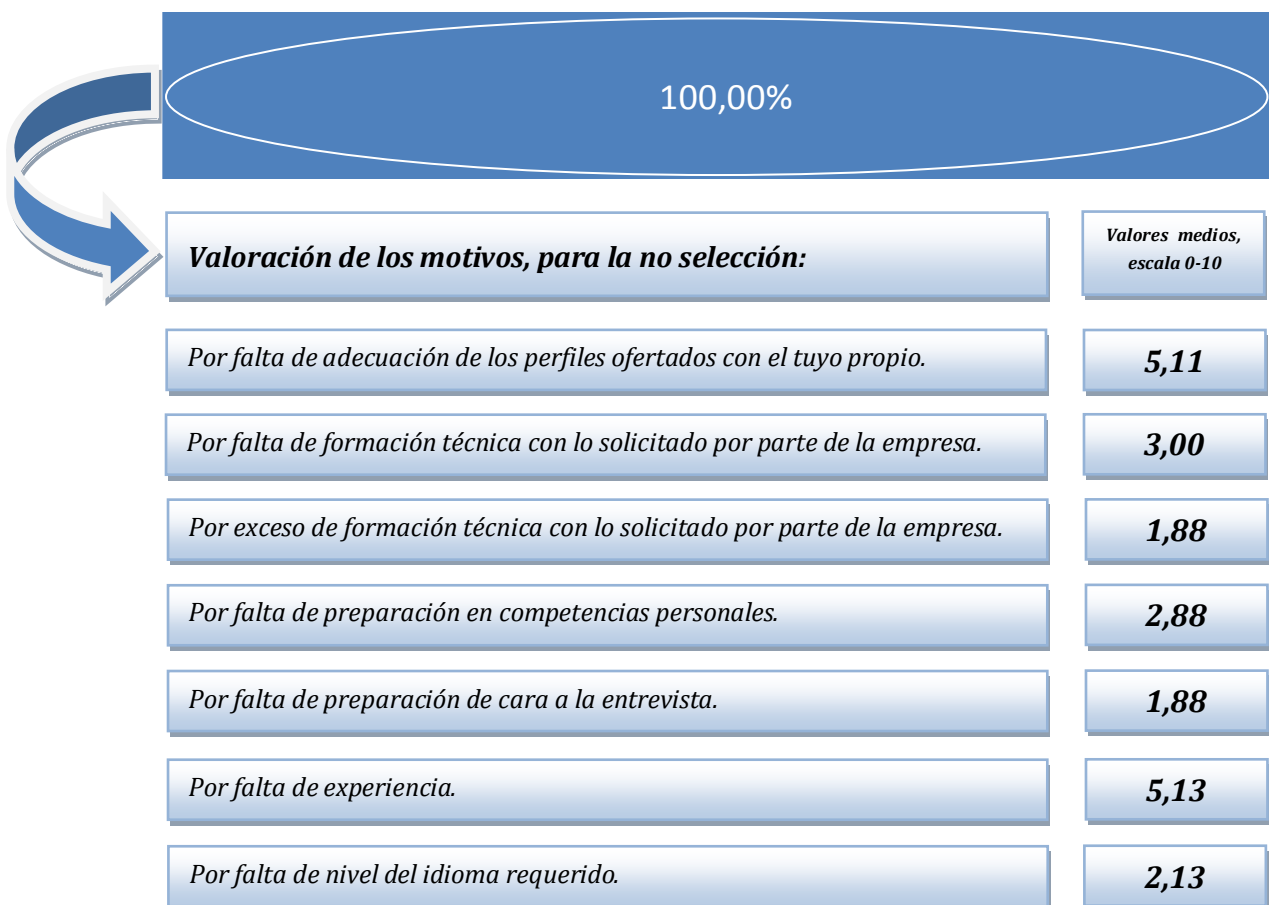 100,00%
Valoración de los motivos, para la no selección:
Valores medios,
escala 0-10
Por falta de adecuación de los perfiles ofertados con el tuyo propio.
5,11
Por falta de formación técnica con lo solicitado por parte de la empresa.
3,00
Por exceso de formación técnica con lo solicitado por parte de la empresa.
1,88
Por falta de preparación en competencias personales.
2,88
Por falta de preparación de cara a la entrevista.
1,88
Por falta de experiencia.
5,13
Por falta de nivel del idioma requerido.
2,13